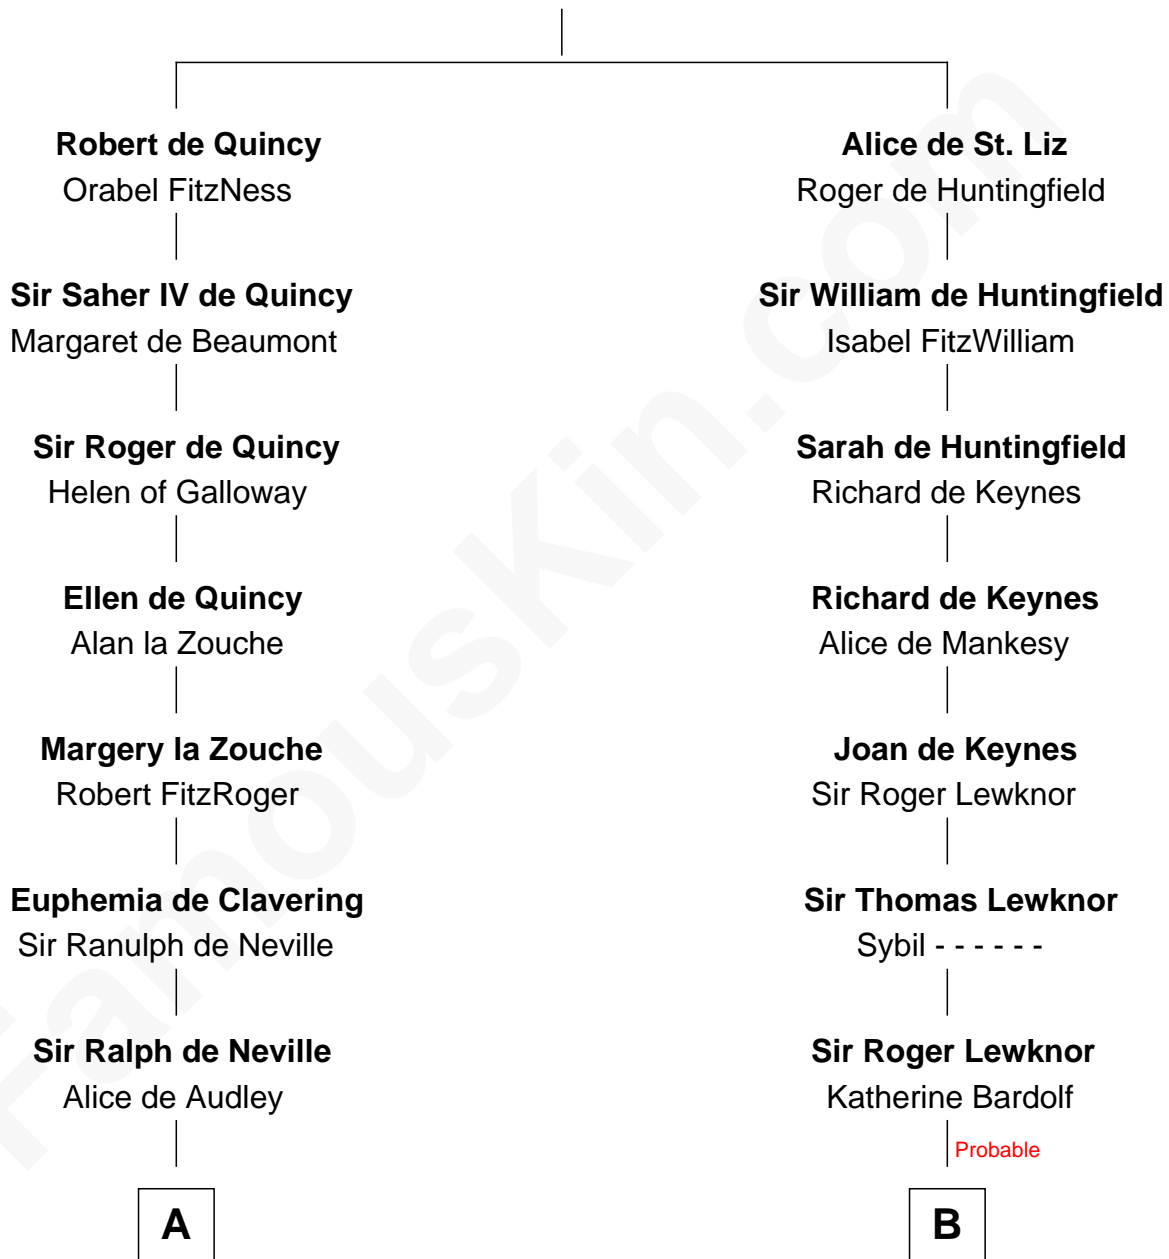 Robert de Quincy
Orabel FitzNess
Sir Saher IV de Quincy
Margaret de Beaumont
Sir Roger de Quincy
Helen of Galloway
Ellen de Quincy
Alan la Zouche
Margery la Zouche
Robert FitzRoger
Euphemia de Clavering
Sir Ranulph de Neville
Sir Ralph de Neville
Alice de Audley
A
Alice de St. Liz
Roger de Huntingfield
Sir William de Huntingfield
Isabel FitzWilliam
Sarah de Huntingfield
Richard de Keynes
Richard de Keynes
Alice de Mankesy
Joan de Keynes
Sir Roger Lewknor
Sir Thomas Lewknor
Sybil - - - - - -
Sir Roger Lewknor
Katherine Bardolf
Probable
B
FamousKin.com